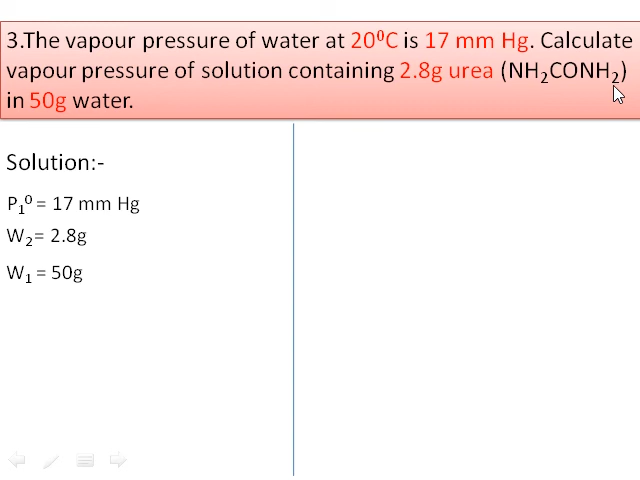 3.The vapour pressure of water at 20⁰C is 17 mm Hg. Calculate
vapour pressure of solution containing 2.8g urea (NH₂CONH₂)
in 50g water.
Solution:-
P₁⁰ = 17 mm Hg
W₂= 2.8g
W₁ = 50g